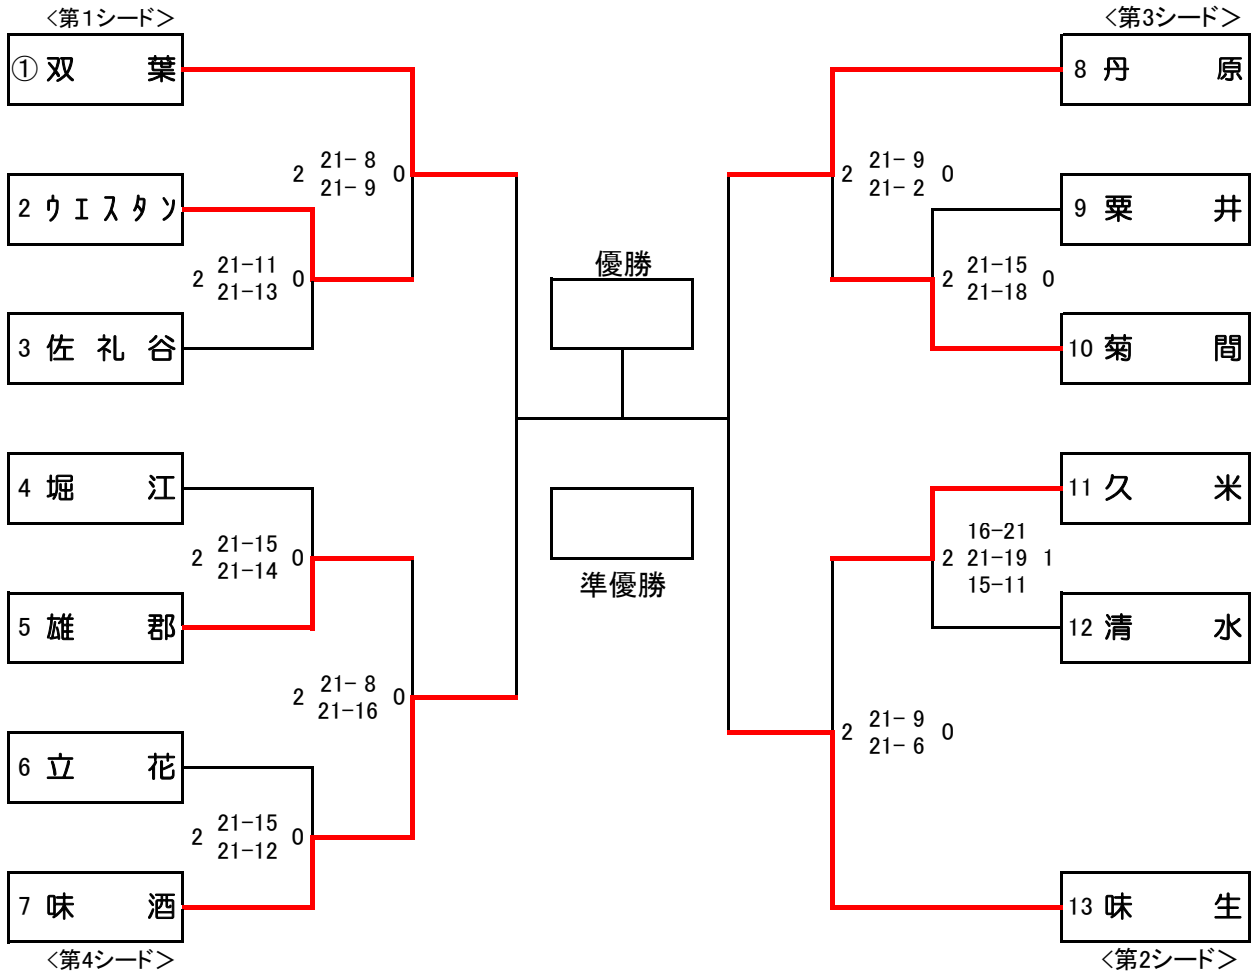 <第1シード>
① 双 葉
2 21-8 0
21-9
2 ウエスタン
2 21-11 0
21-13
3 佐 礼 谷
4 堀 江
2 21-15 0
21-14
5 雄 郡
2 21-8 0
21-16
6 立 花
2 21-15 0
21-12
7 味 酒
<第4シード>
優勝
準優勝
<第3シード>
8 丹 原
2 21-9 0
21-2
9 粟 井
2 21-15 0
21-18
10 菊 間
11 久 米
16-21
2 21-19 1
15-11
12 清 水
2 21-9 0
21-6
13 味 生
<第2シード>